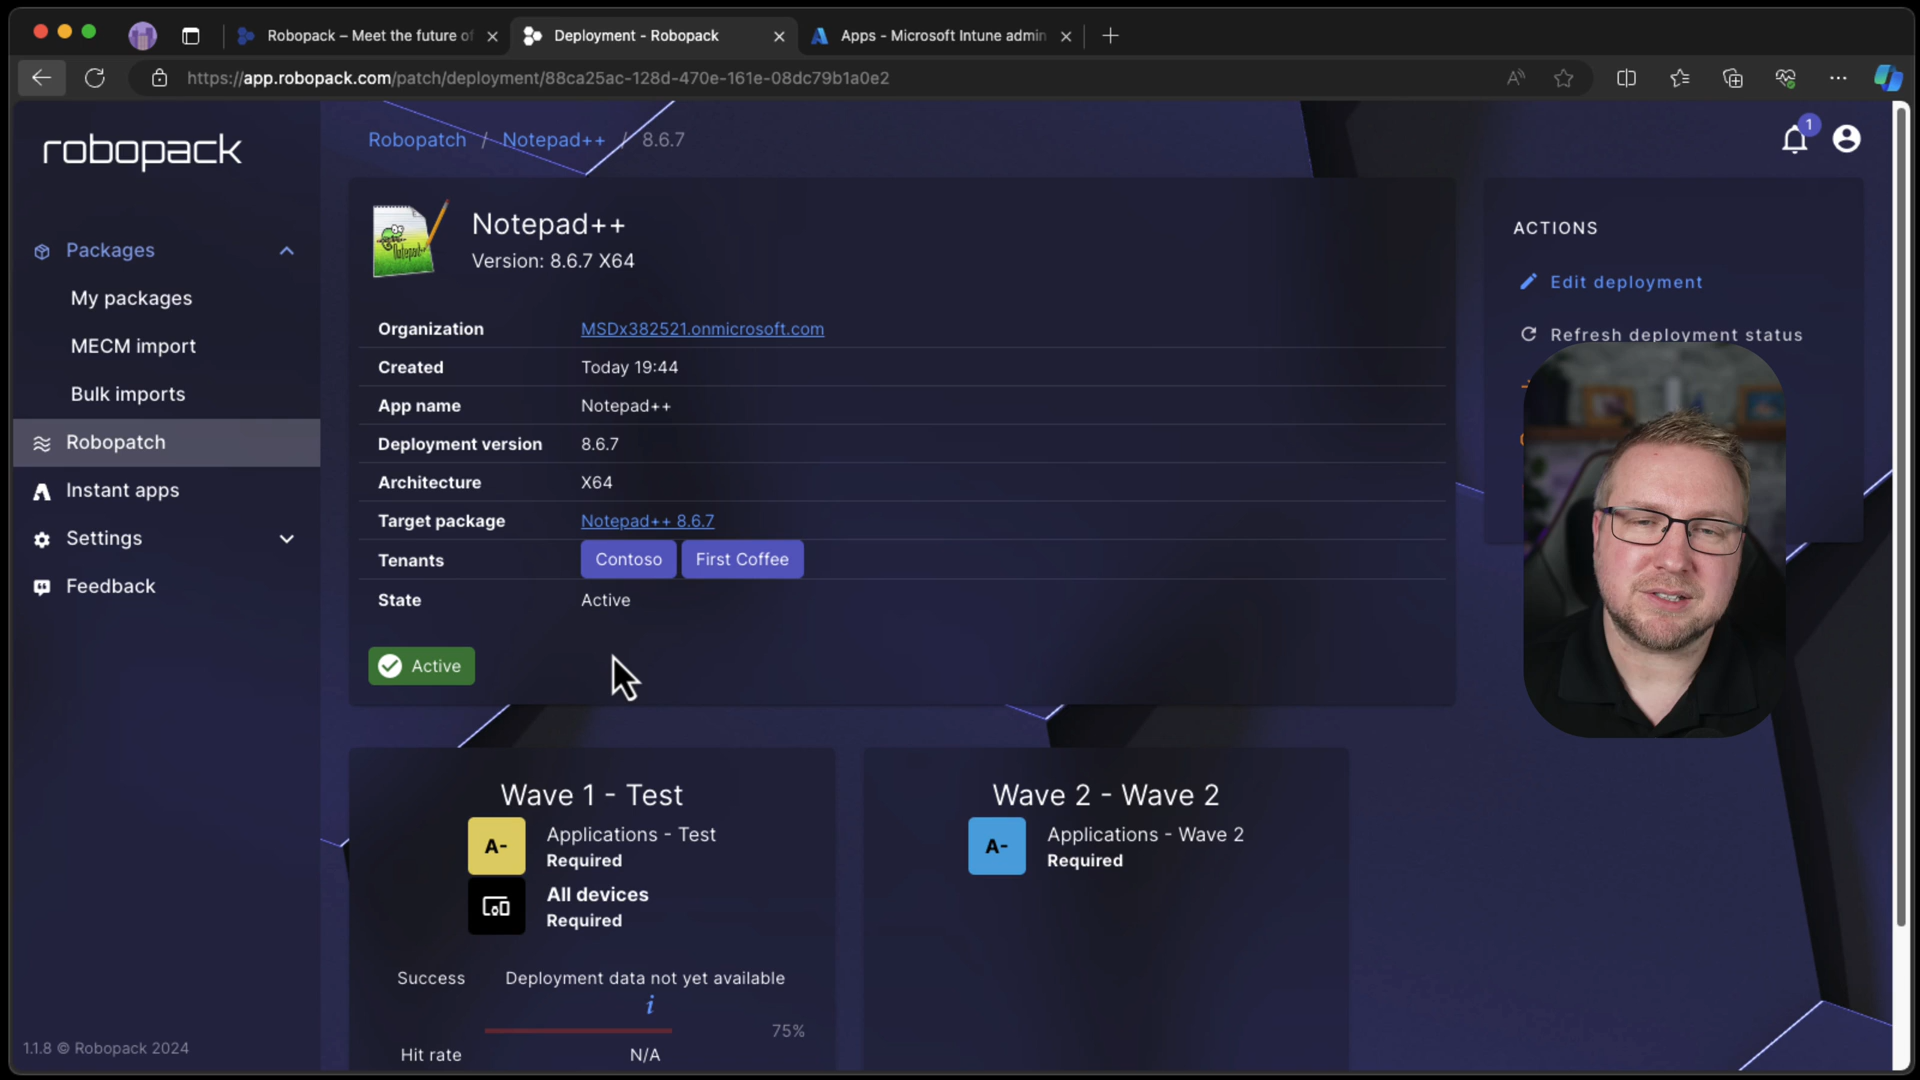 Robopack – Meet the future of
Deployment - Robopack
Apps - Microsoft Intune admin
https://app.robopack.com/patch/deployment/88ca25ac-128d-470e-161e-08dc79b1a0e2
robopack
Packages
My packages
MECM import
Bulk imports
Robopatch
Instant apps
Settings
Feedback
1.1.8 © Robopack 2024
Robopatch / Notepad++ / 8.6.7
1
Notepad++
Version: 8.6.7 X64
Organization MSDx382521.onmicrosoft.com
Created Today 19:44
App name Notepad++
Deployment version 8.6.7
Architecture X64
Target package Notepad++ 8.6.7
Tenants Contoso First Coffee
State Active
Active
ACTIONS
Edit deployment
Refresh deployment status
Wave 1 - Test
A-
Applications - Test
Required
All devices
Required
Success Deployment data not yet available
i
75%
Hit rate N/A
Wave 2 - Wave 2
A-
Applications - Wave 2
Required